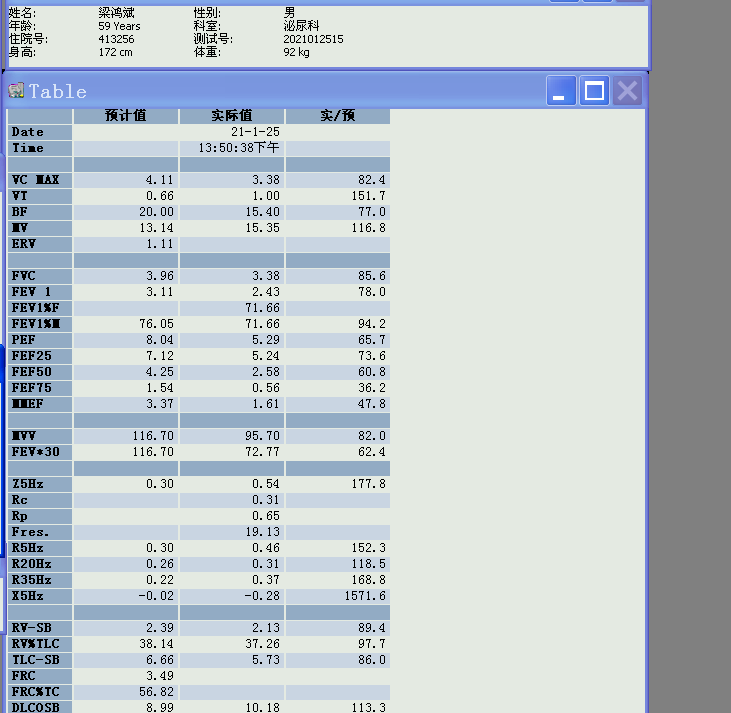 姓名: 梁鸿斌 性别: 男
年龄: 59 Years 科室: 泌尿科
住院号: 413256 测试号: 2021012515
身高: 172 cm 体重: 92 kg
Table
预计值 实际值 实/预
Date 21-1-25
Time 13:50:38下午
VC MAX 4.11 3.38 82.4
VT 0.66 1.00 151.7
BF 20.00 15.40 77.0
MV 13.14 15.35 116.8
ERV 1.11
FVC 3.96 3.38 85.6
FEV 1 3.11 2.43 78.0
FEV1%F 71.66
FEV1%M 76.05 71.66 94.2
PEF 8.04 5.29 65.7
FEF25 7.12 5.24 73.6
FEF50 4.25 2.58 60.8
FEF75 1.54 0.56 36.2
MMEF 3.37 1.61 47.8
MVV 116.70 95.70 82.0
FEV*30 116.70 72.77 62.4
Z5Hz 0.30 0.54 177.8
Rc 0.31
Rp 0.65
Fres. 19.13
R5Hz 0.30 0.46 152.3
R20Hz 0.26 0.31 118.5
R35Hz 0.22 0.37 168.8
X5Hz -0.02 -0.28 1571.6
RV-SB 2.39 2.13 89.4
RV%TLC 38.14 37.26 97.7
TLC-SB 6.66 5.73 86.0
FRC 3.49
FRC%TC 56.82
DLCOSB 8.99 10.18 113.3